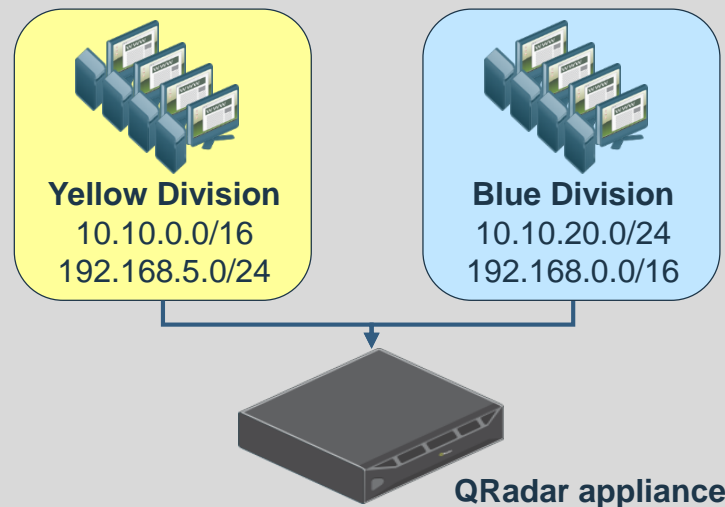 Yellow Division
10.10.0.0/16
192.168.5.0/24
Blue Division
10.10.20.0/24
192.168.0.0/16
QRadar appliance